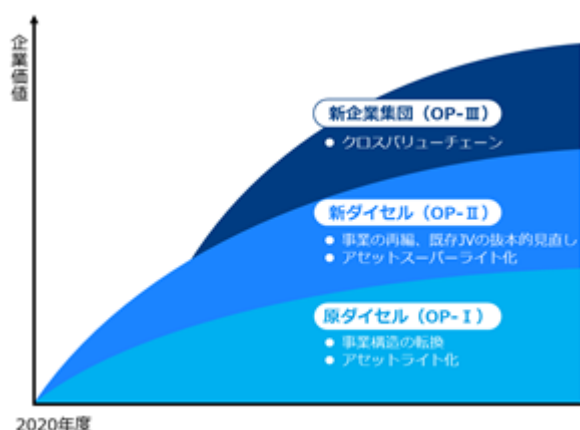 企業価値
新企業集団（OP-Ⅲ）
● クロスバリューチェーン
新ダイセル（OP-Ⅱ）
● 事業の再編、既存JVの抜本的見直し
● アセットスーパーライト化
原ダイセル（OP-Ⅰ）
● 事業構造の転換
● アセットライト化
2020年度